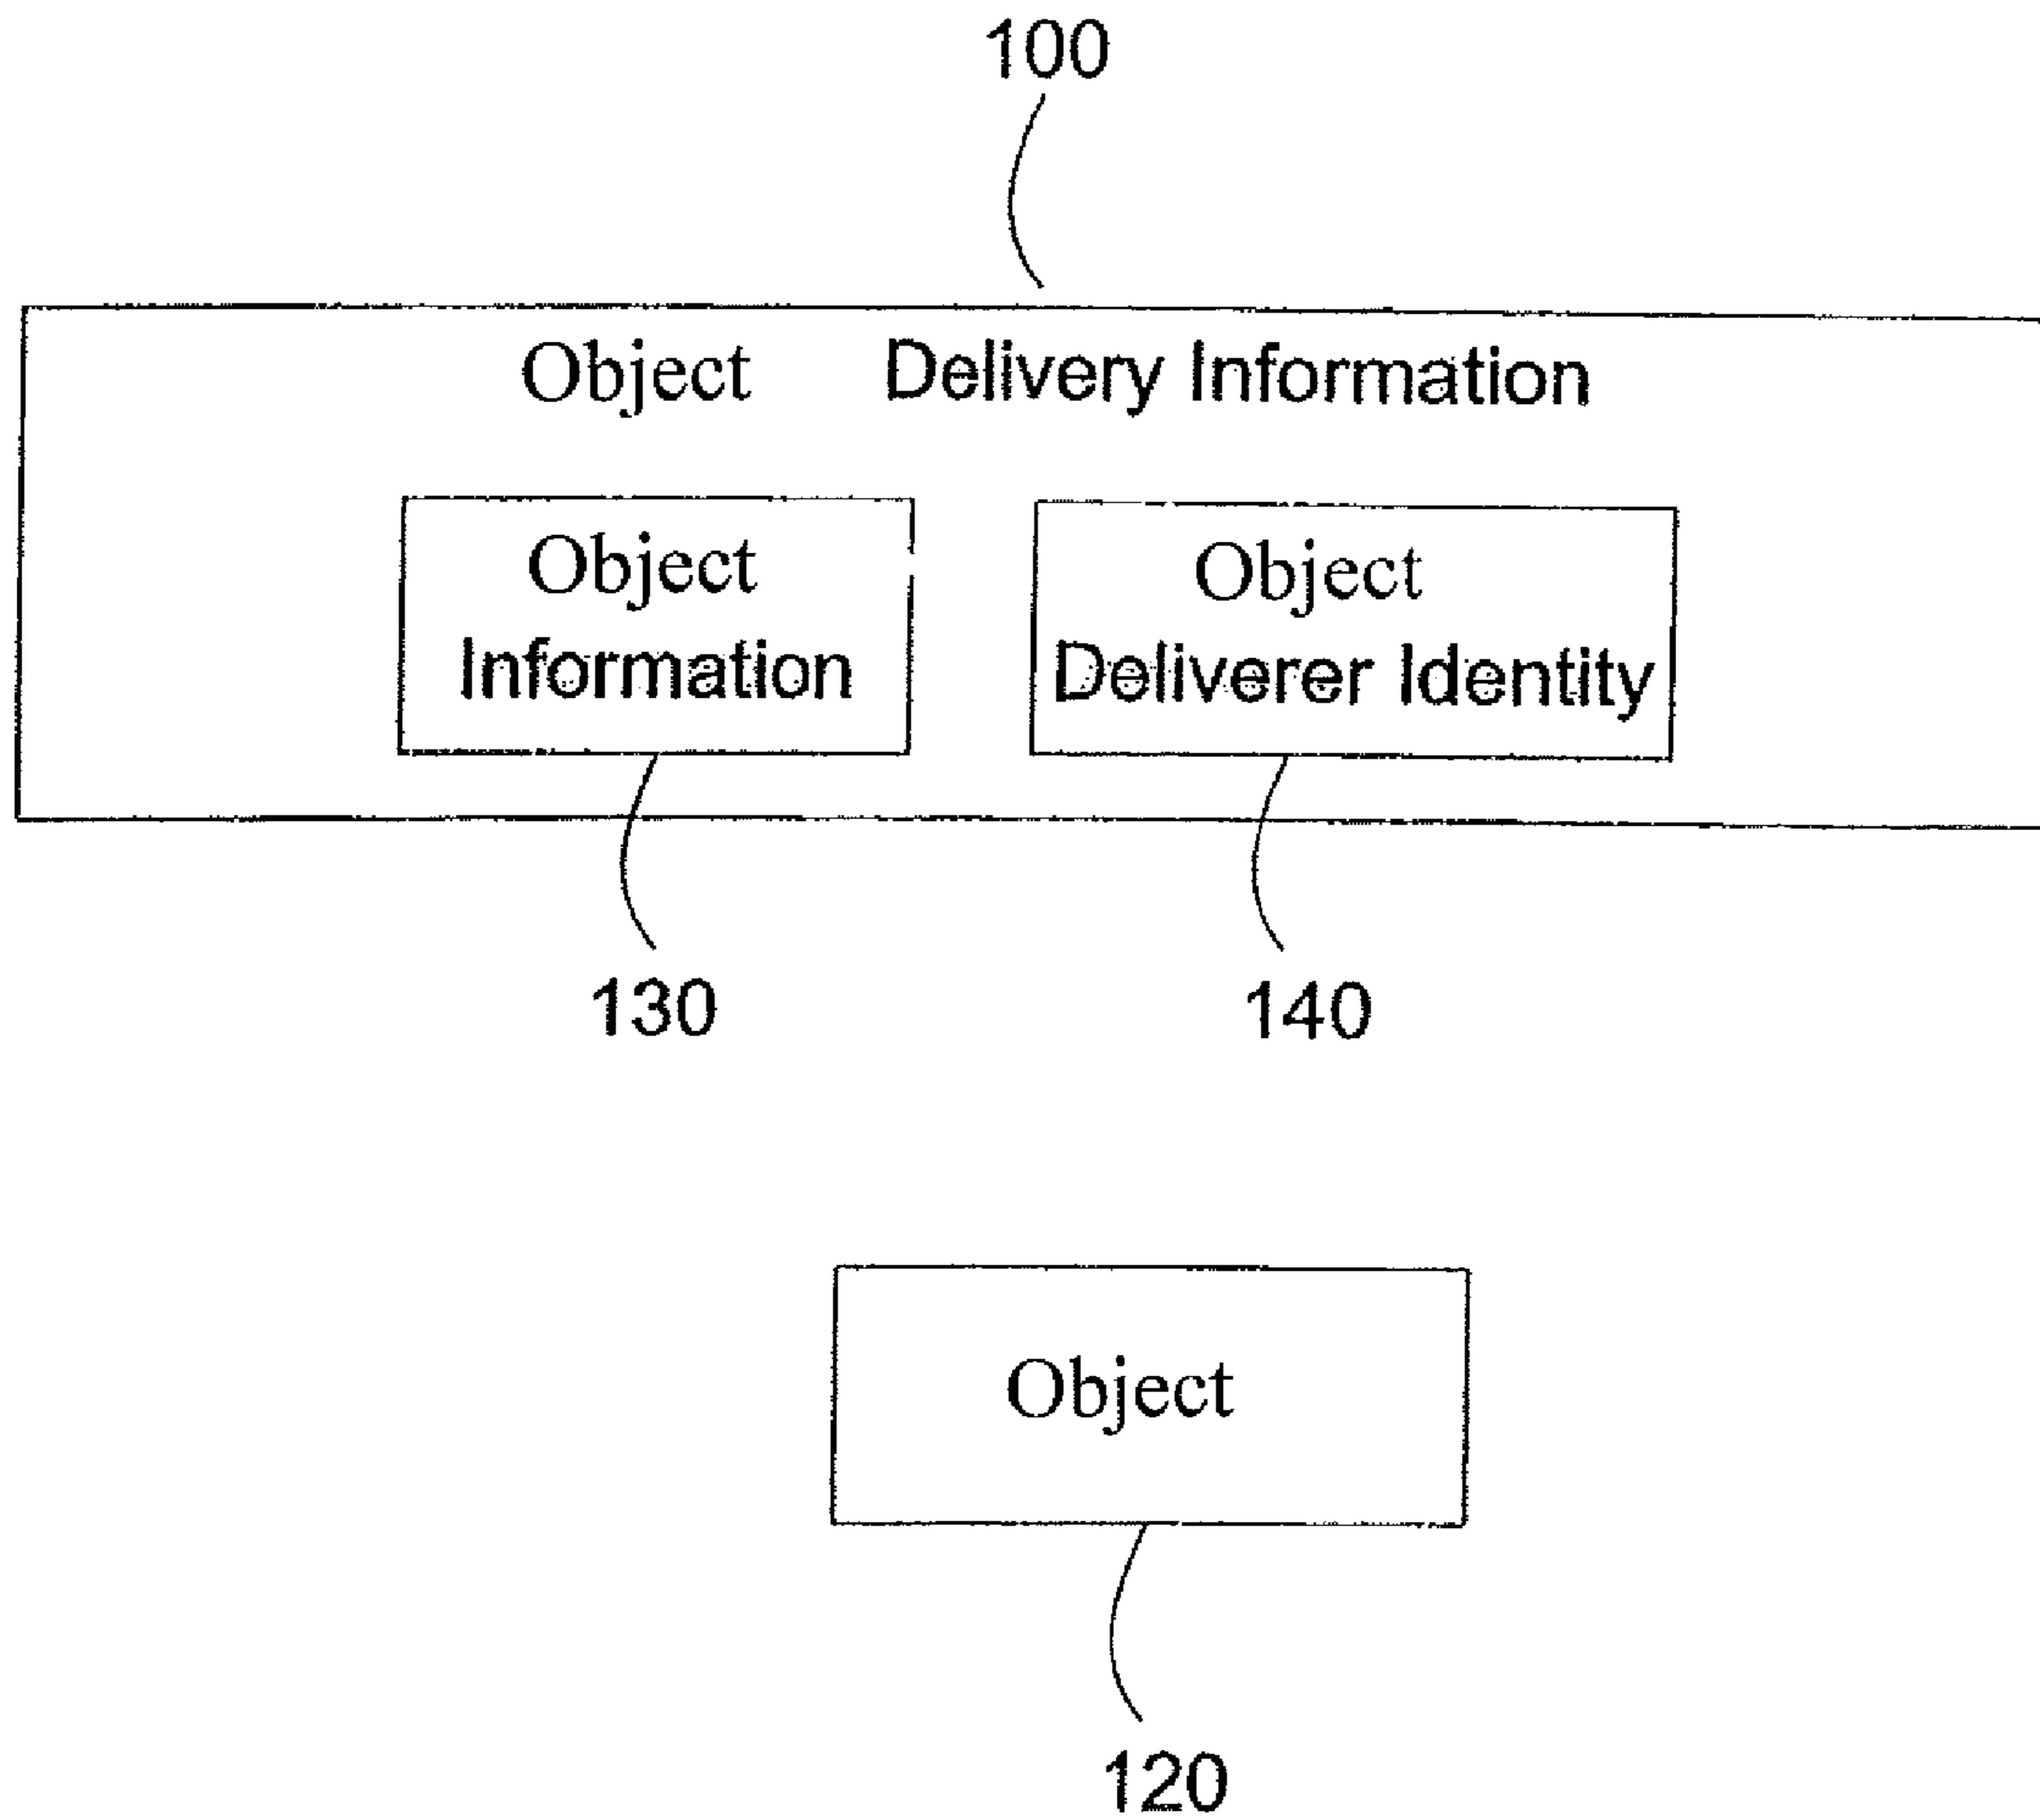 100
Object Delivery Information
Object
Information
Object
Deliverer Identity
130
140
Object
120